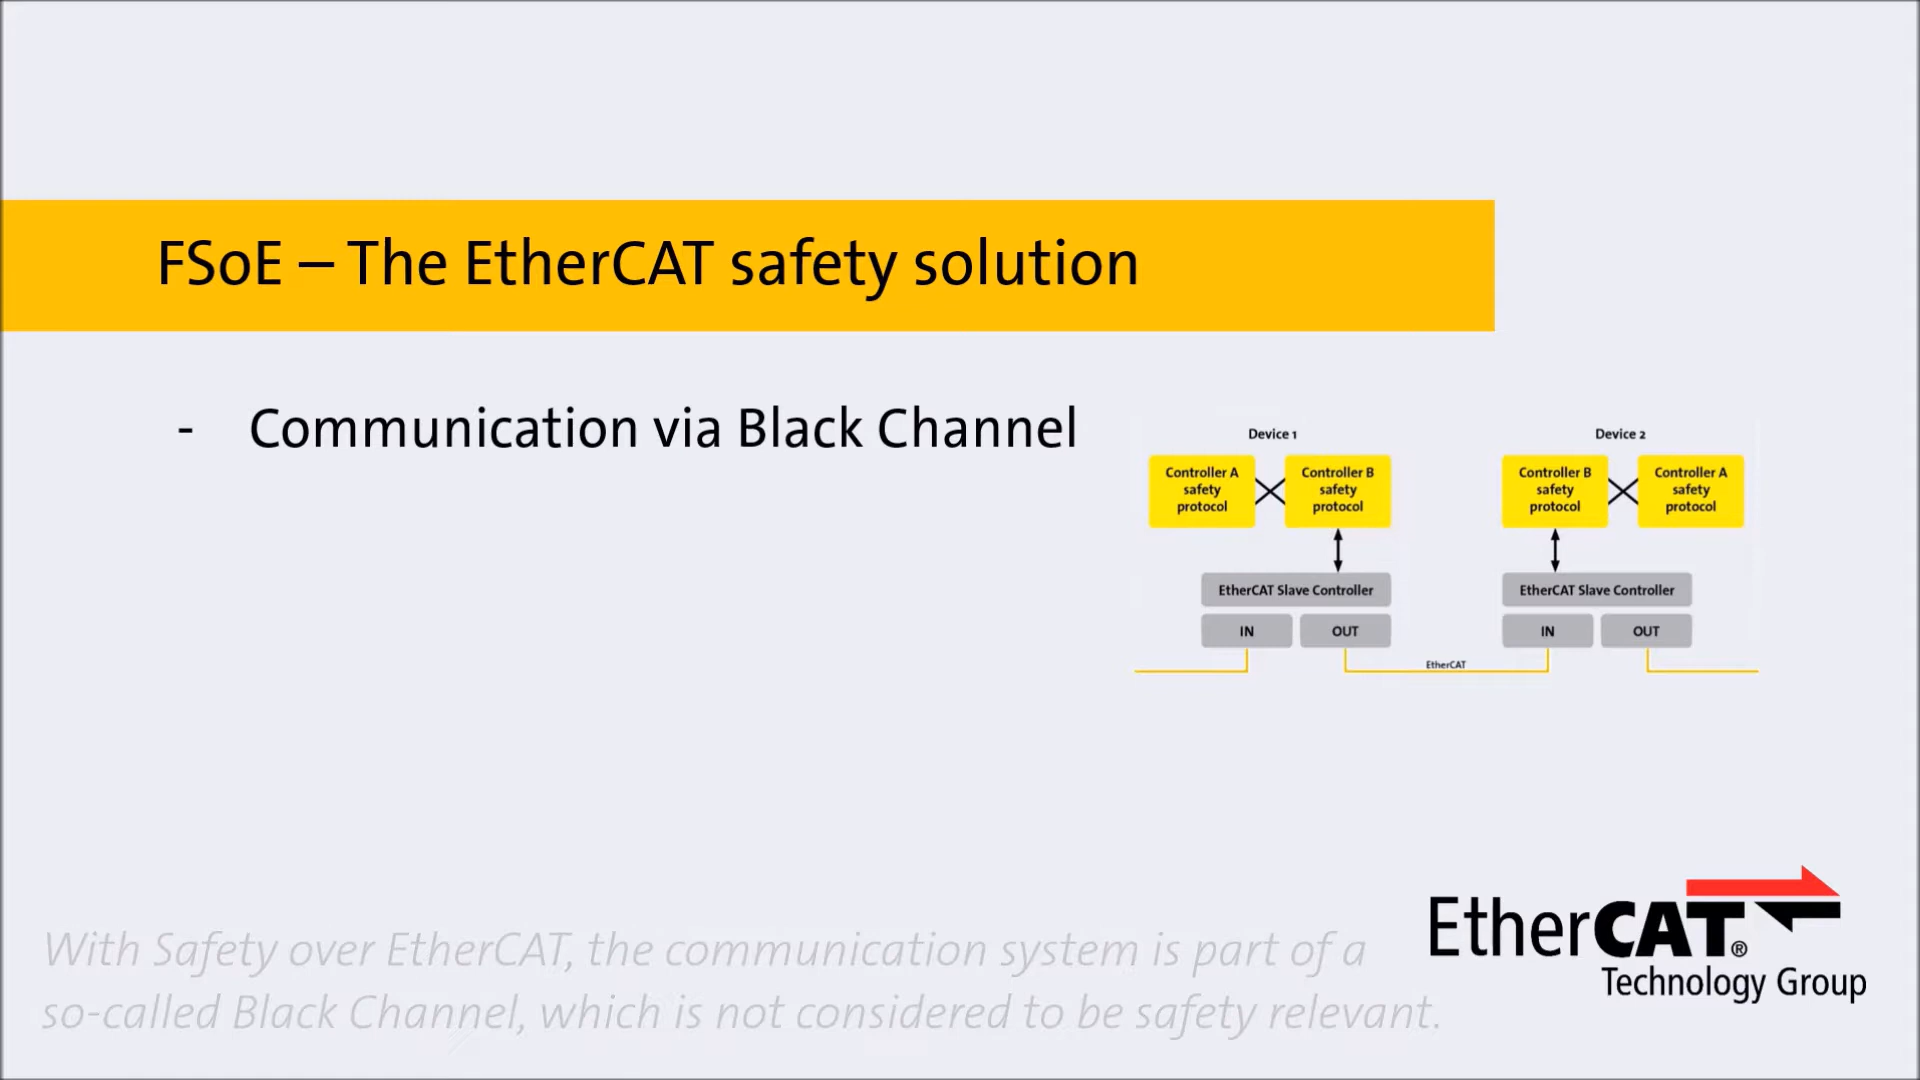 FSoE – The EtherCAT safety solution
- Communication via Black Channel
Device 1
Device 2
Controller A
safety
protocol
Controller B
safety
protocol
Controller B
safety
protocol
Controller A
safety
protocol
EtherCAT Slave Controller
EtherCAT Slave Controller
IN
OUT
IN
OUT
EtherCAT
With Safety over EtherCAT, the communication system is part of a
so-called Black Channel, which is not considered to be safety relevant.
EtherCAT®
Technology Group